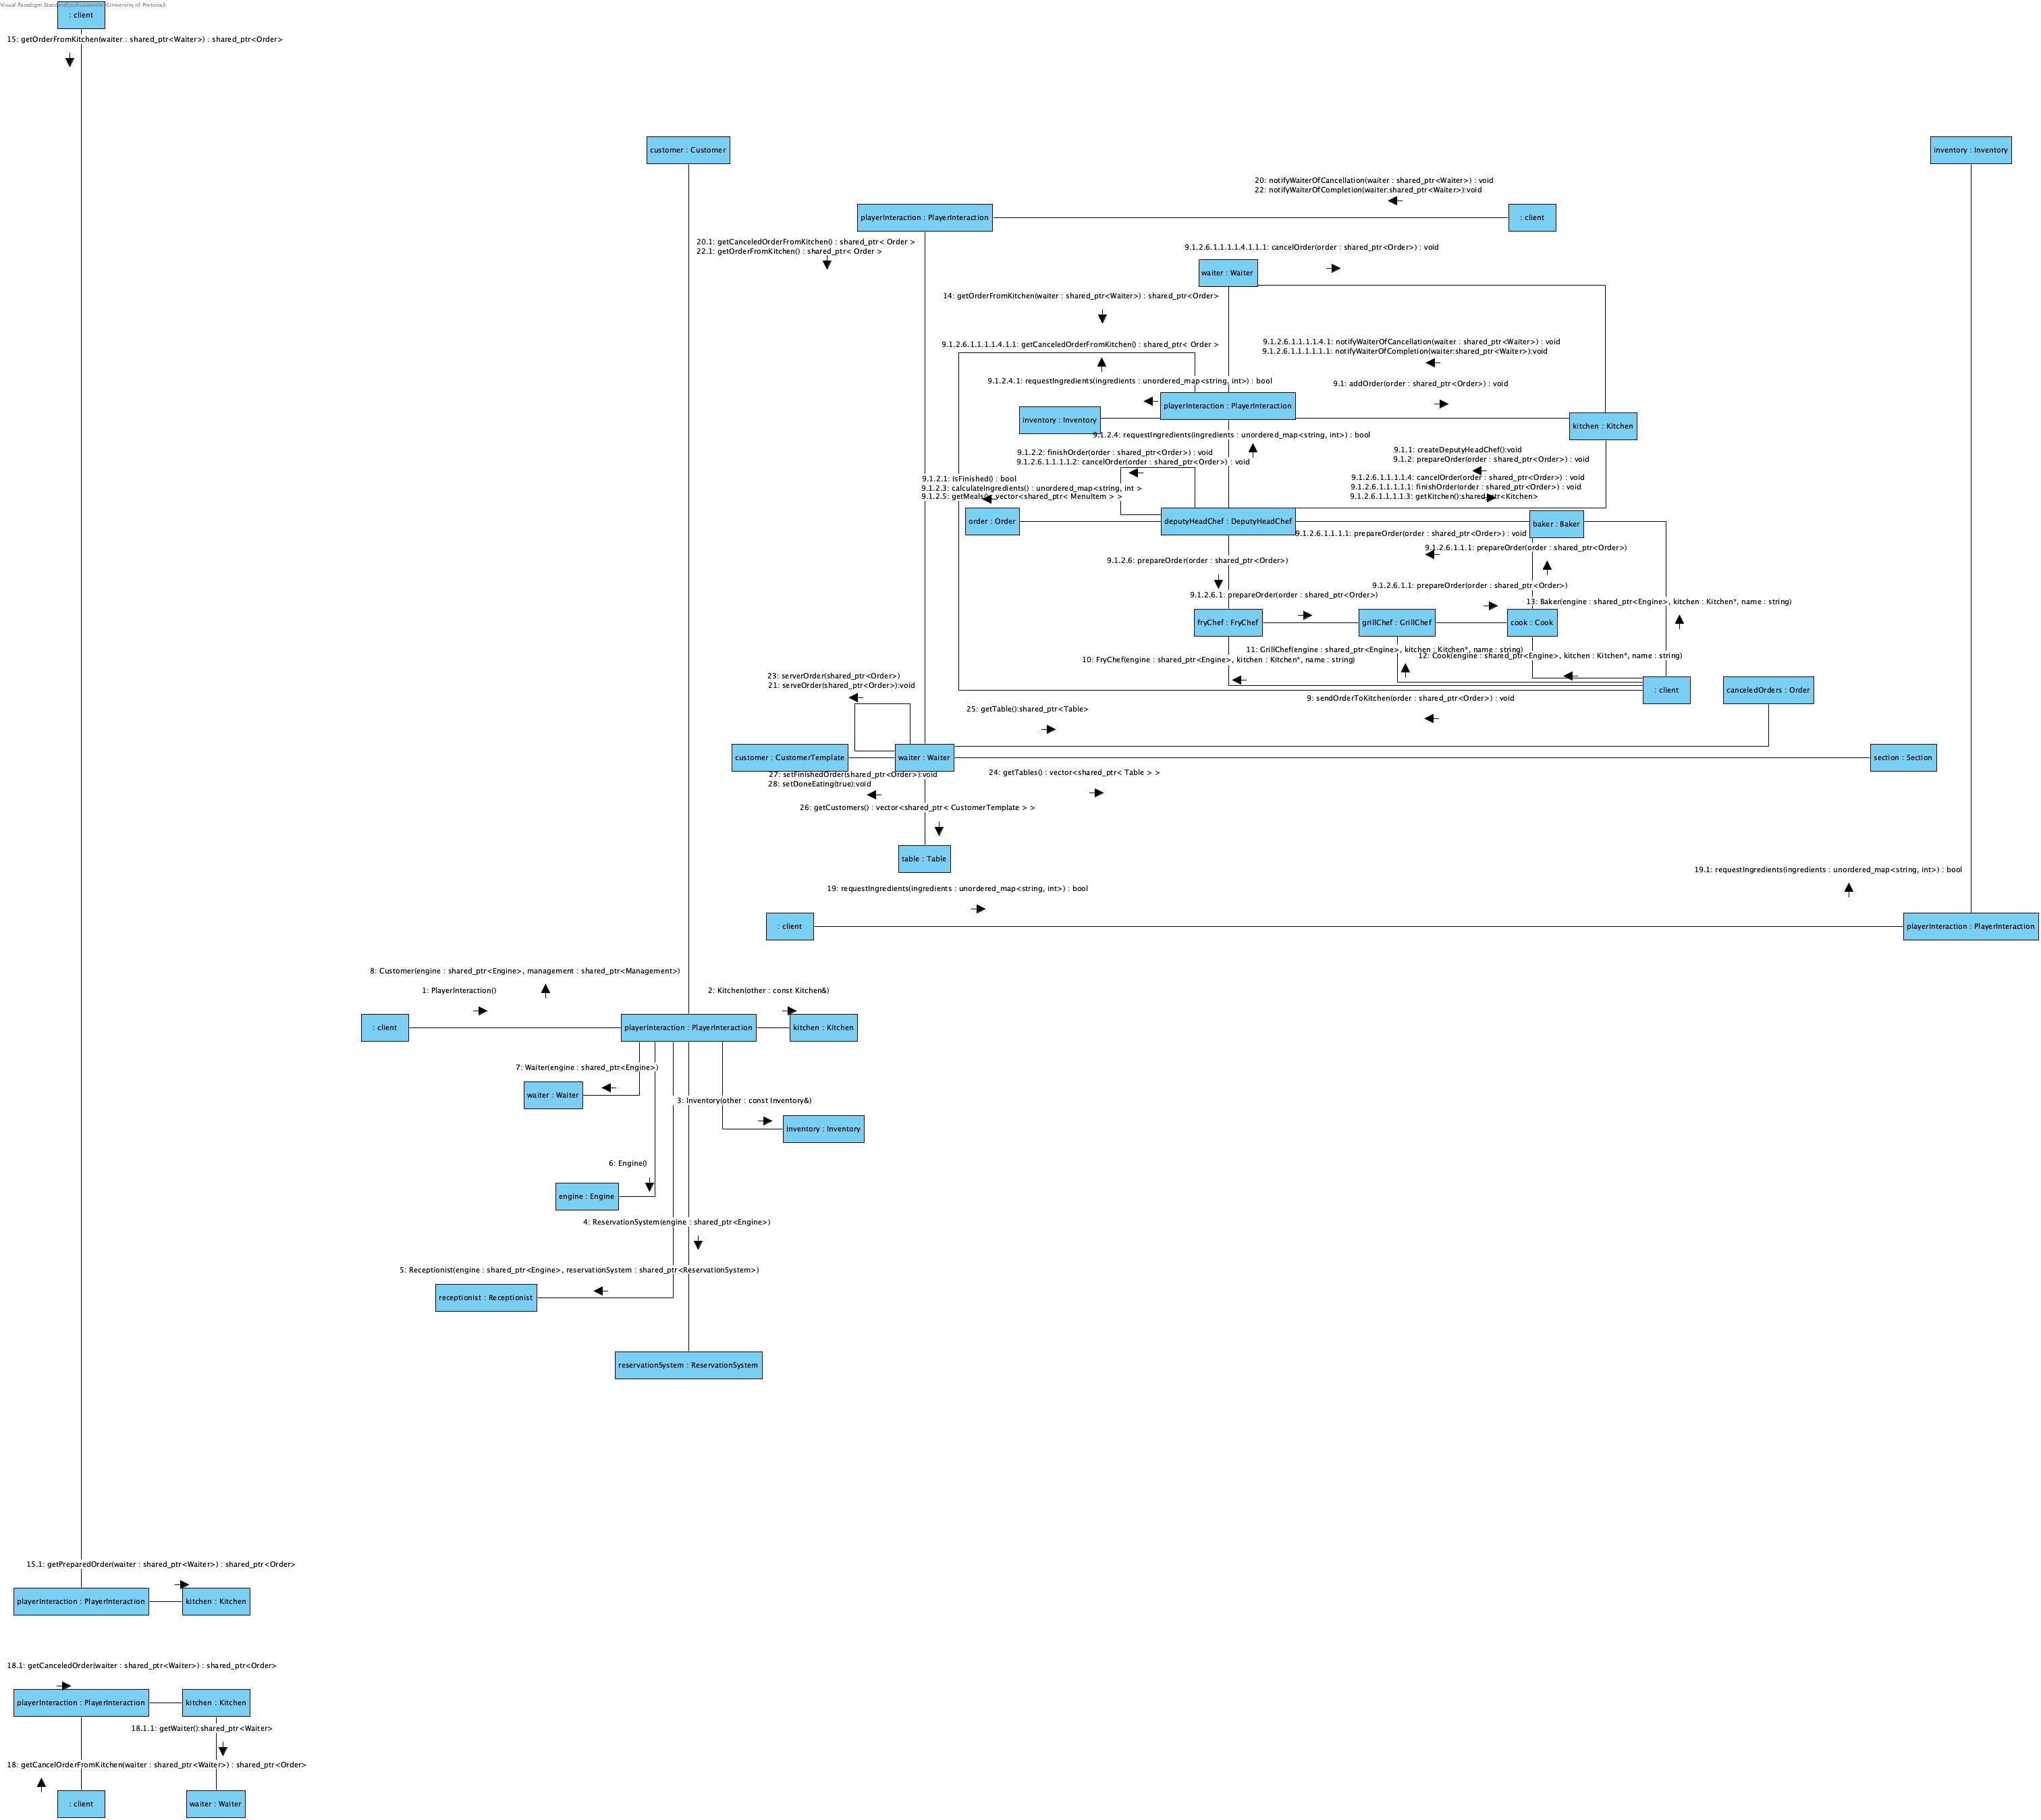 Visual Paradigm Standard(joshuawereley(University of Pretoria))
: client
15: getOrderFromKitchen(waiter : shared_ptr<Waiter>) : shared_ptr<Order>
customer : Customer
inventory : Inventory
20: notifyWaiterOfCancellation(waiter : shared_ptr<Waiter>) : void
22: notifyWaiterOfCompletion(waiter:shared_ptr<Waiter>):void
playerInteraction : PlayerInteraction
: client
20.1: getCanceledOrderFromKitchen() : shared_ptr< Order >
22.1: getOrderFromKitchen() : shared_ptr< Order >
9.1.2.6.1.1.1.1.4.1.1.1: cancelOrder(order : shared_ptr<Order>) : void
waiter : Waiter
14: getOrderFromKitchen(waiter : shared_ptr<Waiter>) : shared_ptr<Order>
9.1.2.6.1.1.1.1.4.1.1: getCanceledOrderFromKitchen() : shared_ptr< Order >
9.1.2.6.1.1.1.1.4.1: notifyWaiterOfCancellation(waiter : shared_ptr<Waiter>) : void
9.1.2.6.1.1.1.1.1.1.1: notifyWaiterOfCompletion(waiter:shared_ptr<Waiter>):void
9.1.2.4.1: requestIngredients(ingredients : unordered_map<string, int>) : bool
9.1: addOrder(order : shared_ptr<Order>) : void
playerInteraction : PlayerInteraction
inventory : Inventory
kitchen : Kitchen
9.1.2.4: requestIngredients(ingredients : unordered_map<string, int>) : bool
9.1.2.2: finishOrder(order : shared_ptr<Order>) : void
9.1.2.6.1.1.1.1.2: cancelOrder(order : shared_ptr<Order>) : void
9.1.1: createDeputyHeadChef():void
9.1.2: prepareOrder(order : shared_ptr<Order>) : void
9.1.2.1: IsFinished() : bool
9.1.2.3: calculateIngredients() : unordered_map<string, int >
9.1.2.5: getMeals() : vector<shared_ptr< MenuItem > >
9.1.2.6.1.1.1.1.4: cancelOrder(order : shared_ptr<Order>) : void
9.1.2.6.1.1.1.1.1: finishOrder(order : shared_ptr<Order>) : void
9.1.2.6.1.1.1.1.3: getKitchen():shared_ptr<Kitchen>
order : Order
deputyHeadChef : DeputyHeadChef
baker : Baker
9.1.2.6.1.1.1.1: prepareOrder(order : shared_ptr<Order>) : void
9.1.2.6.1.1.1: prepareOrder(order : shared_ptr<Order>)
9.1.2.6: prepareOrder(order : shared_ptr<Order>)
9.1.2.6.1.1: prepareOrder(order : shared_ptr<Order>)
9.1.2.6.1: prepareOrder(order : shared_ptr<Order>)
13: Baker(engine : shared_ptr<Engine>, kitchen : Kitchen*, name : string)
fryChef : FryChef
grillChef : GrillChef
cook : Cook
11: GrillChef(engine : shared_ptr<Engine>, kitchen : Kitchen*, name : string)
10: FryChef(engine : shared_ptr<Engine>, kitchen : Kitchen*, name : string)
12: Cook(engine : shared_ptr<Engine>, kitchen : Kitchen*, name : string)
23: serverOrder(shared_ptr<Order>)
21: serveOrder(shared_ptr<Order>):void
: client
canceledOrders : Order
9: sendOrderToKitchen(order : shared_ptr<Order>) : void
25: getTable():shared_ptr<Table>
customer : CustomerTemplate
waiter : Waiter
section : Section
27: setFinishedOrder(shared_ptr<Order>):void
28: setDoneEating(true):void
24: getTables() : vector<shared_ptr< Table > >
26: getCustomers() : vector<shared_ptr< CustomerTemplate > >
table : Table
19: requestIngredients(ingredients : unordered_map<string, int>) : bool
19.1: requestIngredients(ingredients : unordered_map<string, int>) : bool
: client
playerInteraction : PlayerInteraction
8: Customer(engine : shared_ptr<Engine>, management : shared_ptr<Management>)
1: PlayerInteraction()
2: Kitchen(other : const Kitchen&)
: client
playerInteraction : PlayerInteraction
kitchen : Kitchen
7: Waiter(engine : shared_ptr<Engine>)
waiter : Waiter
3: Inventory(other : const Inventory&)
inventory : Inventory
6: Engine()
engine : Engine
4: ReservationSystem(engine : shared_ptr<Engine>)
5: Receptionist(engine : shared_ptr<Engine>, reservationSystem : shared_ptr<ReservationSystem>)
receptionist : Receptionist
reservationSystem : ReservationSystem
15.1: getPreparedOrder(waiter : shared_ptr<Waiter>) : shared_ptr<Order>
playerInteraction : PlayerInteraction
kitchen : Kitchen
18.1: getCanceledOrder(waiter : shared_ptr<Waiter>) : shared_ptr<Order>
playerInteraction : PlayerInteraction
kitchen : Kitchen
18.1.1: getWaiter():shared_ptr<Waiter>
18: getCancelOrderFromKitchen(waiter : shared_ptr<Waiter>) : shared_ptr<Order>
: client
waiter : Waiter